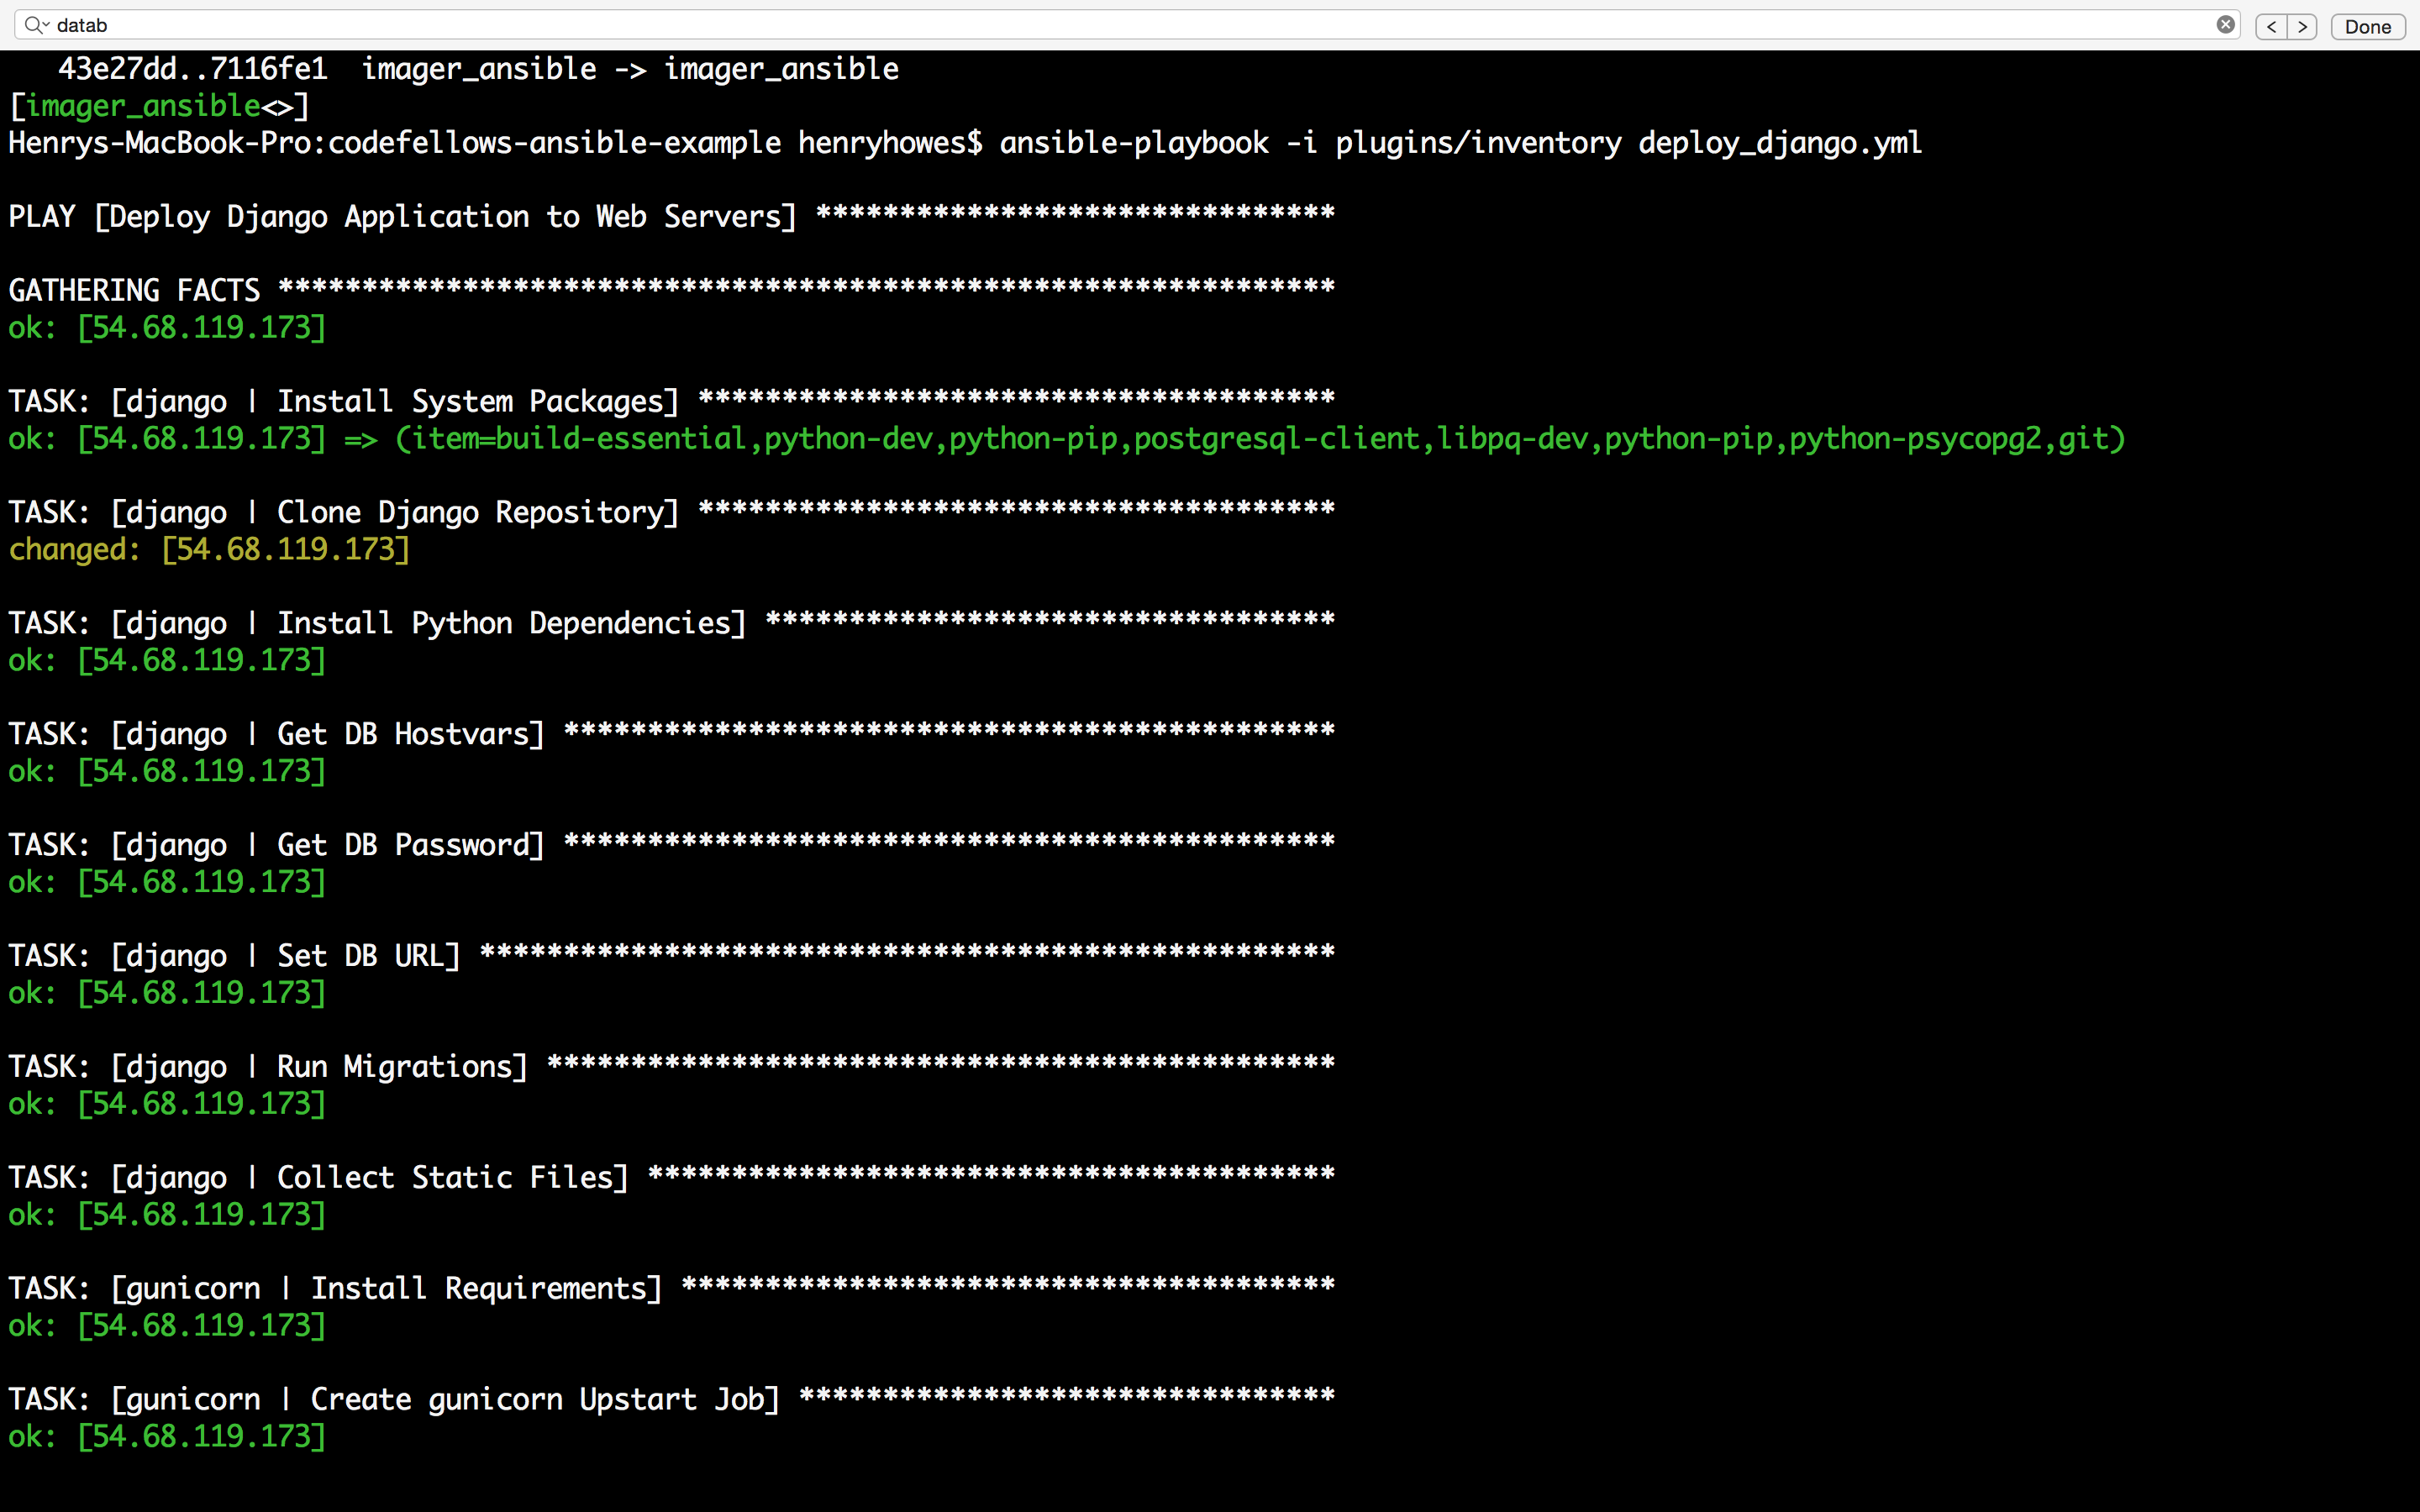 datab
< > Done
43e27dd..7116fe1  imager_ansible -> imager_ansible
[imager_ansible<>]
Henrys-MacBook-Pro:codefellows-ansible-example henryhowes$ ansible-playbook -i plugins/inventory deploy_django.yml
PLAY [Deploy Django Application to Web Servers] *******************************
GATHERING FACTS ***************************************************************
ok: [54.68.119.173]
TASK: [django | Install System Packages] **************************************
ok: [54.68.119.173] => (item=build-essential,python-dev,python-pip,postgresql-client,libpq-dev,python-pip,python-psycopg2,git)
TASK: [django | Clone Django Repository] **************************************
changed: [54.68.119.173]
TASK: [django | Install Python Dependencies] **********************************
ok: [54.68.119.173]
TASK: [django | Get DB Hostvars] **********************************************
ok: [54.68.119.173]
TASK: [django | Get DB Password] **********************************************
ok: [54.68.119.173]
TASK: [django | Set DB URL] ***************************************************
ok: [54.68.119.173]
TASK: [django | Run Migrations] ***********************************************
ok: [54.68.119.173]
TASK: [django | Collect Static Files] *****************************************
ok: [54.68.119.173]
TASK: [gunicorn | Install Requirements] ***************************************
ok: [54.68.119.173]
TASK: [gunicorn | Create gunicorn Upstart Job] ********************************
ok: [54.68.119.173]